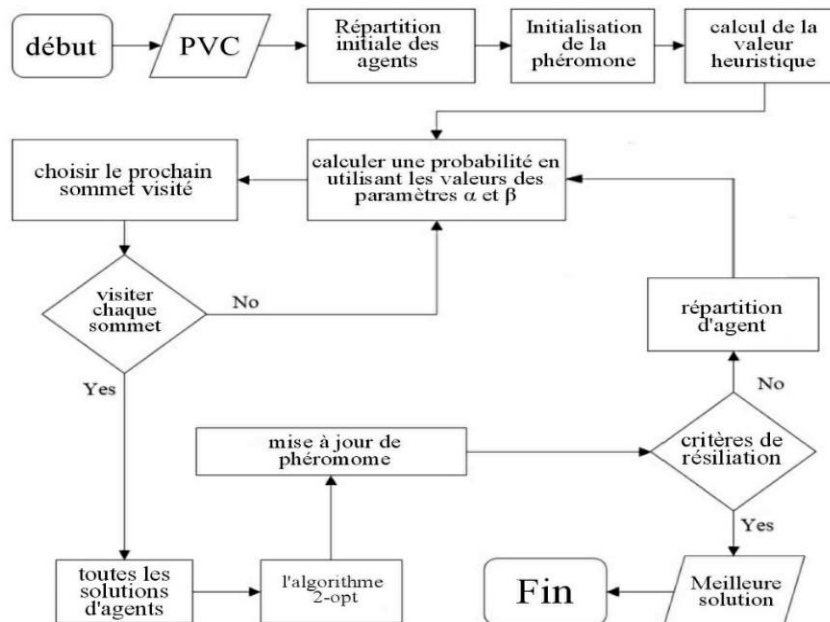 début
PVC
Répartition
initiale des
agents
Initialisation
de la
phéromone
calcul de la
valeur
heuristique
choisir le prochain
sommet visité
calculer une probabilité en
utilisant les valeurs des
paramètres α et β
visiter
chaque
sommet
No
répartition
d'agent
Yes
No
mise à jour de
phéromome
critères de
résiliation
Yes
toutes les
solutions
d'agents
l'algorithme
2-opt
Fin
Meilleure
solution